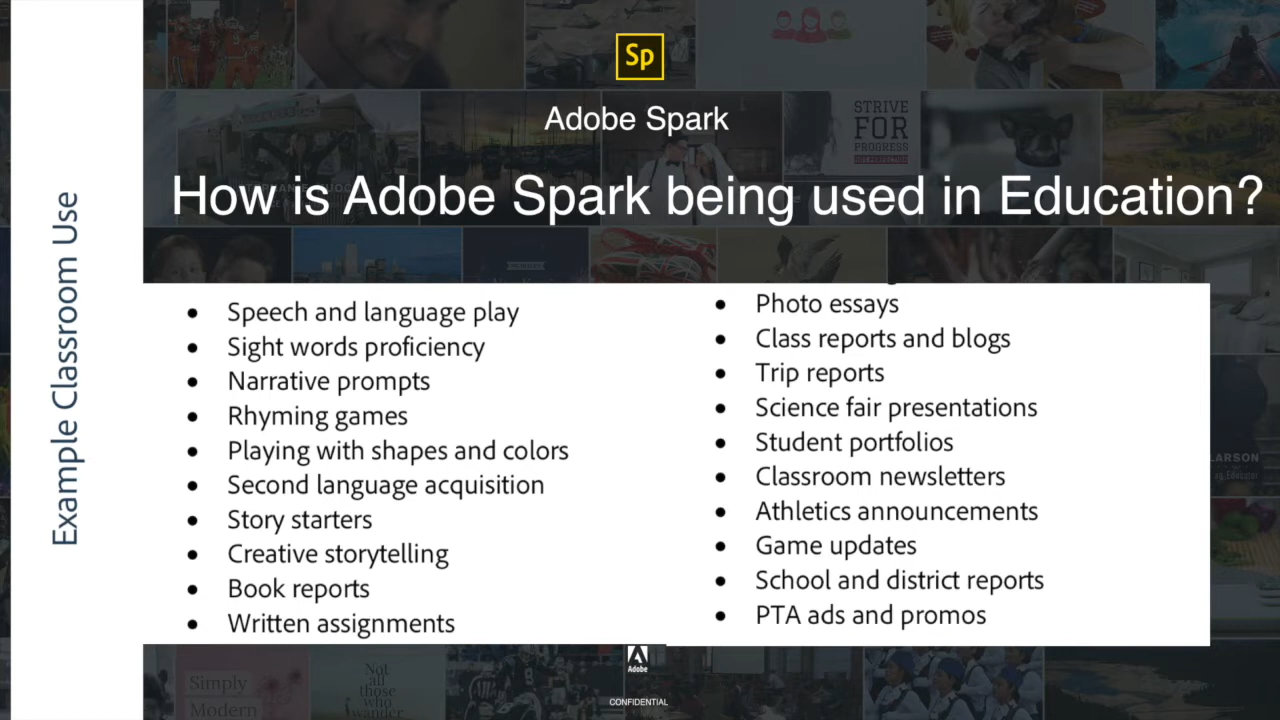 Sp
Adobe Spark
STRIVE
FOR
PROGRESS
How is Adobe Spark being used in Education?
Example Classroom Use
• Speech and language play
• Sight words proficiency
• Narrative prompts
• Rhyming games
• Playing with shapes and colors
• Second language acquisition
• Story starters
• Creative storytelling
• Book reports
• Written assignments
• Photo essays
• Class reports and blogs
• Trip reports
• Science fair presentations
• Student portfolios
• Classroom newsletters
• Athletics announcements
• Game updates
• School and district reports
• PTA ads and promos
LARSON
Educator
Simply
Modern
Not
all
those
who
wander
Adobe
CONFIDENTIAL